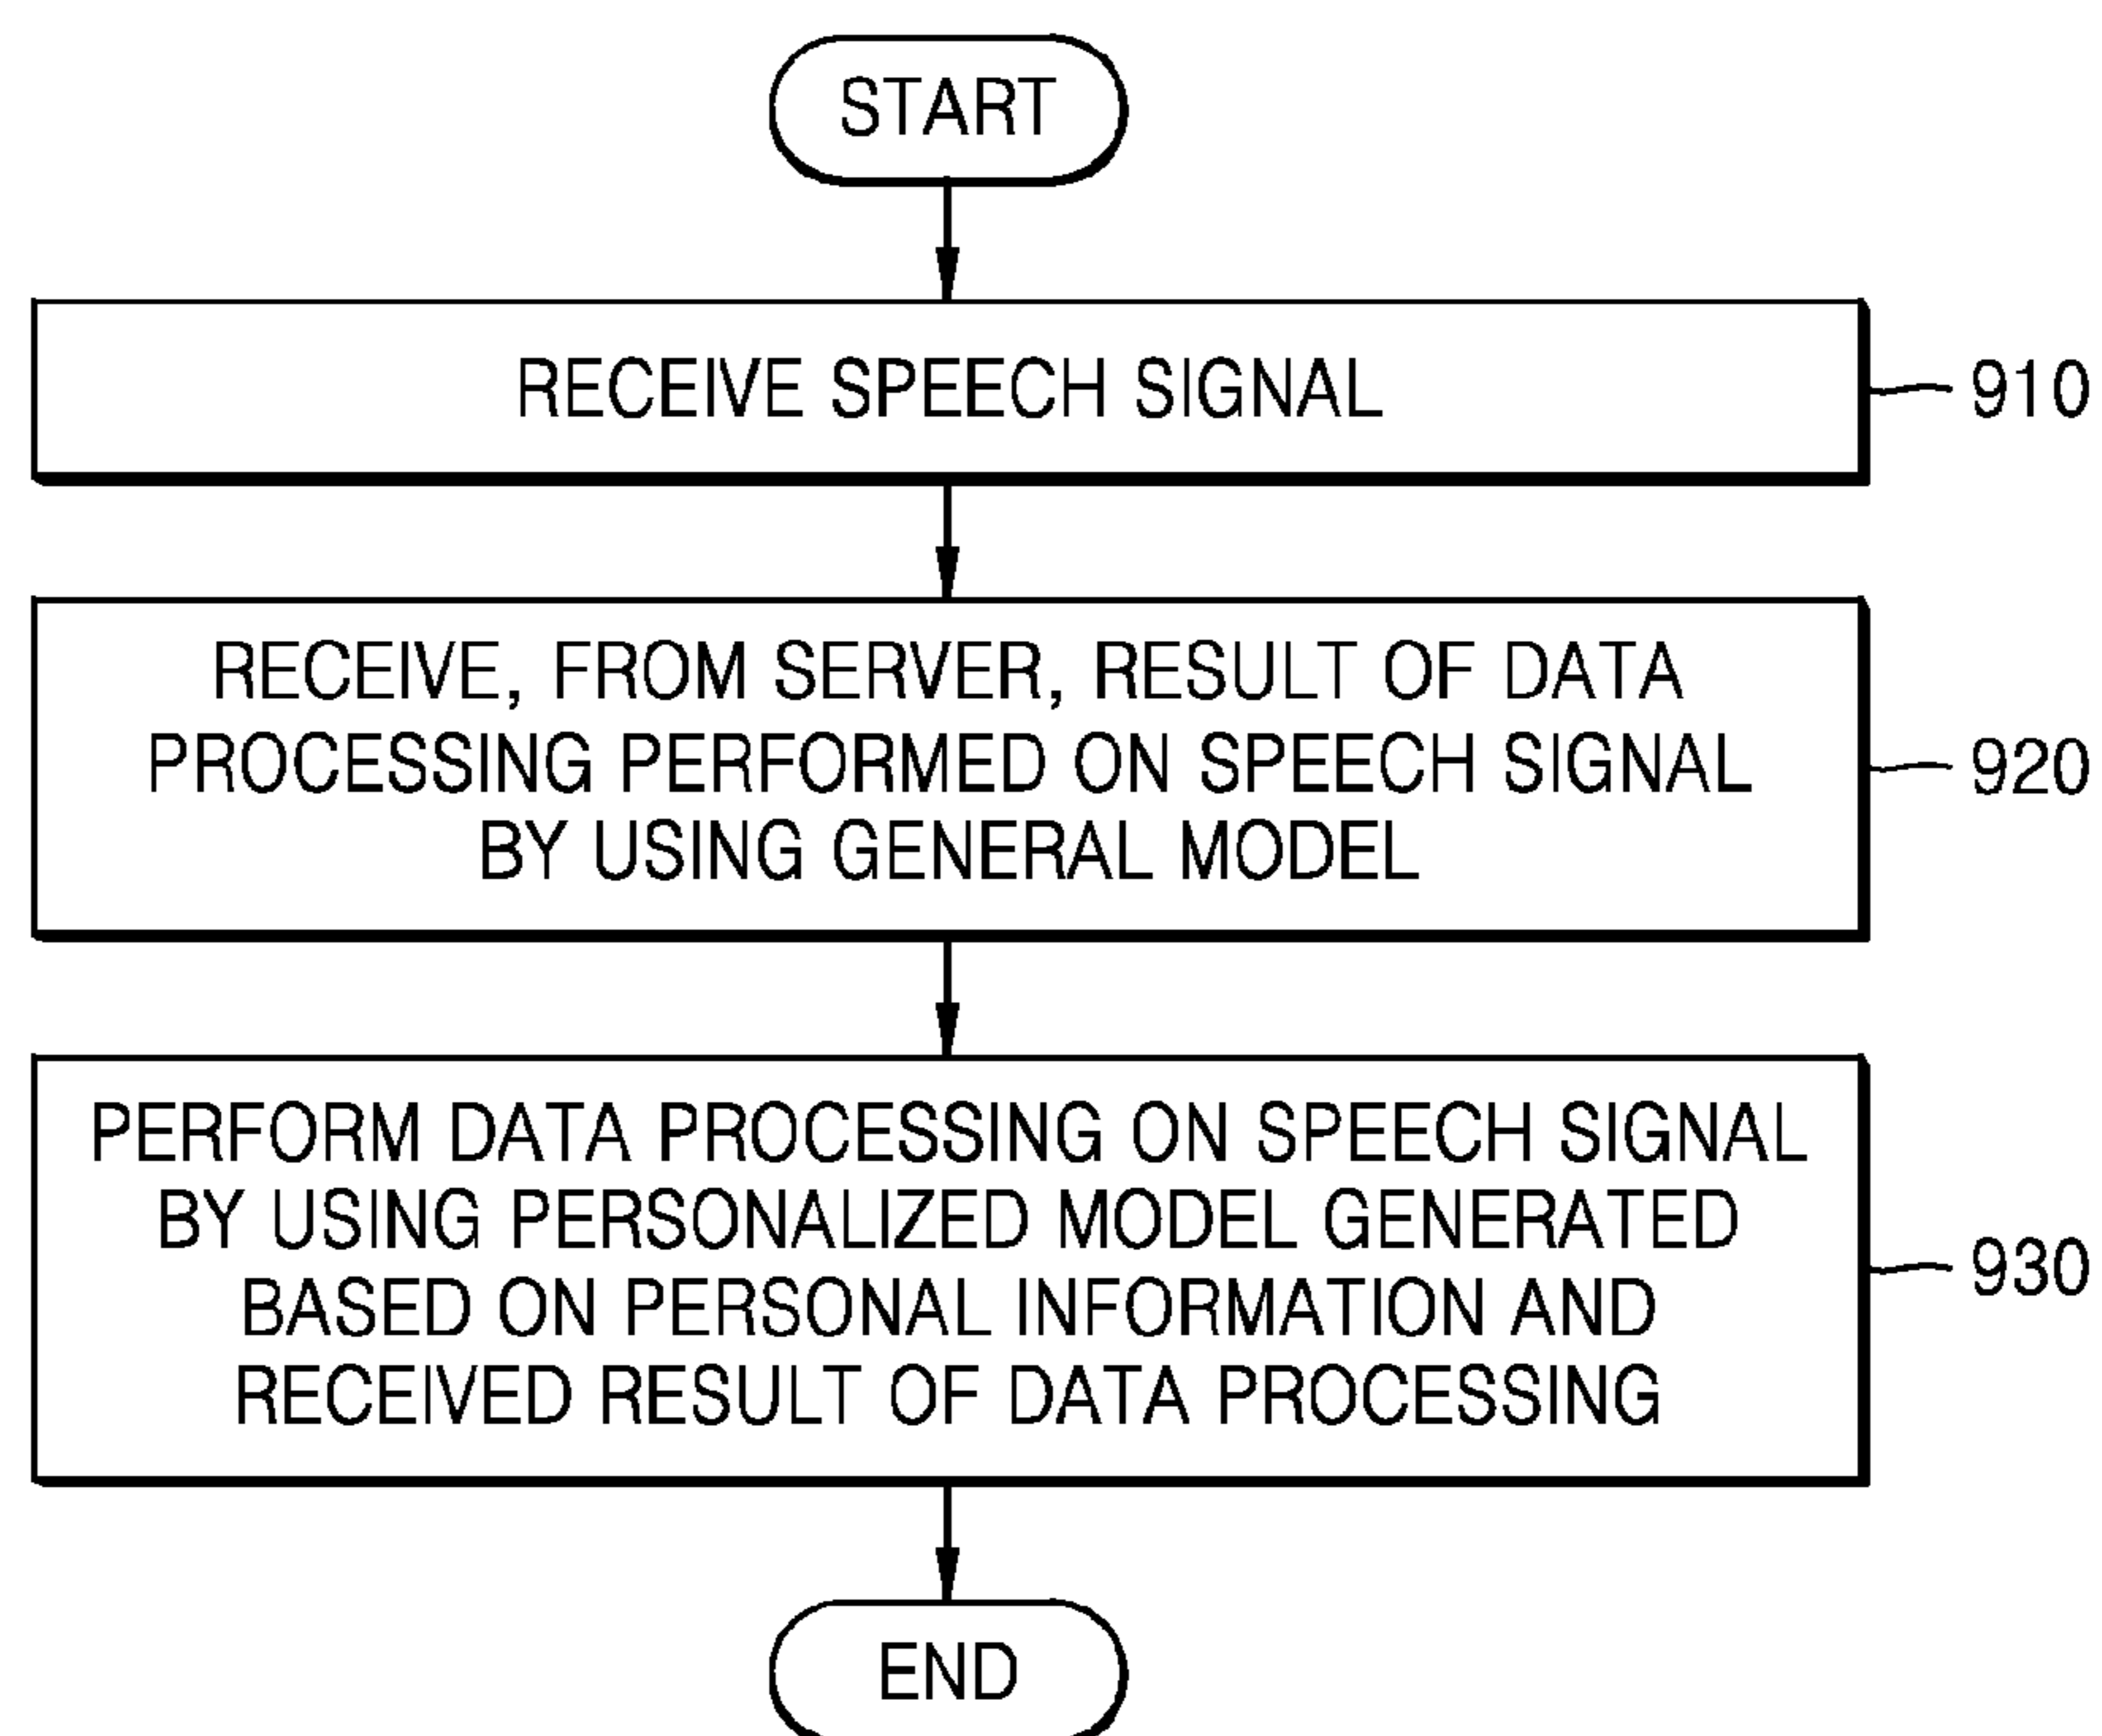 START
RECEIVE SPEECH SIGNAL
910
RECEIVE, FROM SERVER, RESULT OF DATA
PROCESSING PERFORMED ON SPEECH SIGNAL
BY USING GENERAL MODEL
920
PERFORM DATA PROCESSING ON SPEECH SIGNAL
BY USING PERSONALIZED MODEL GENERATED
BASED ON PERSONAL INFORMATION AND
RECEIVED RESULT OF DATA PROCESSING
930
END